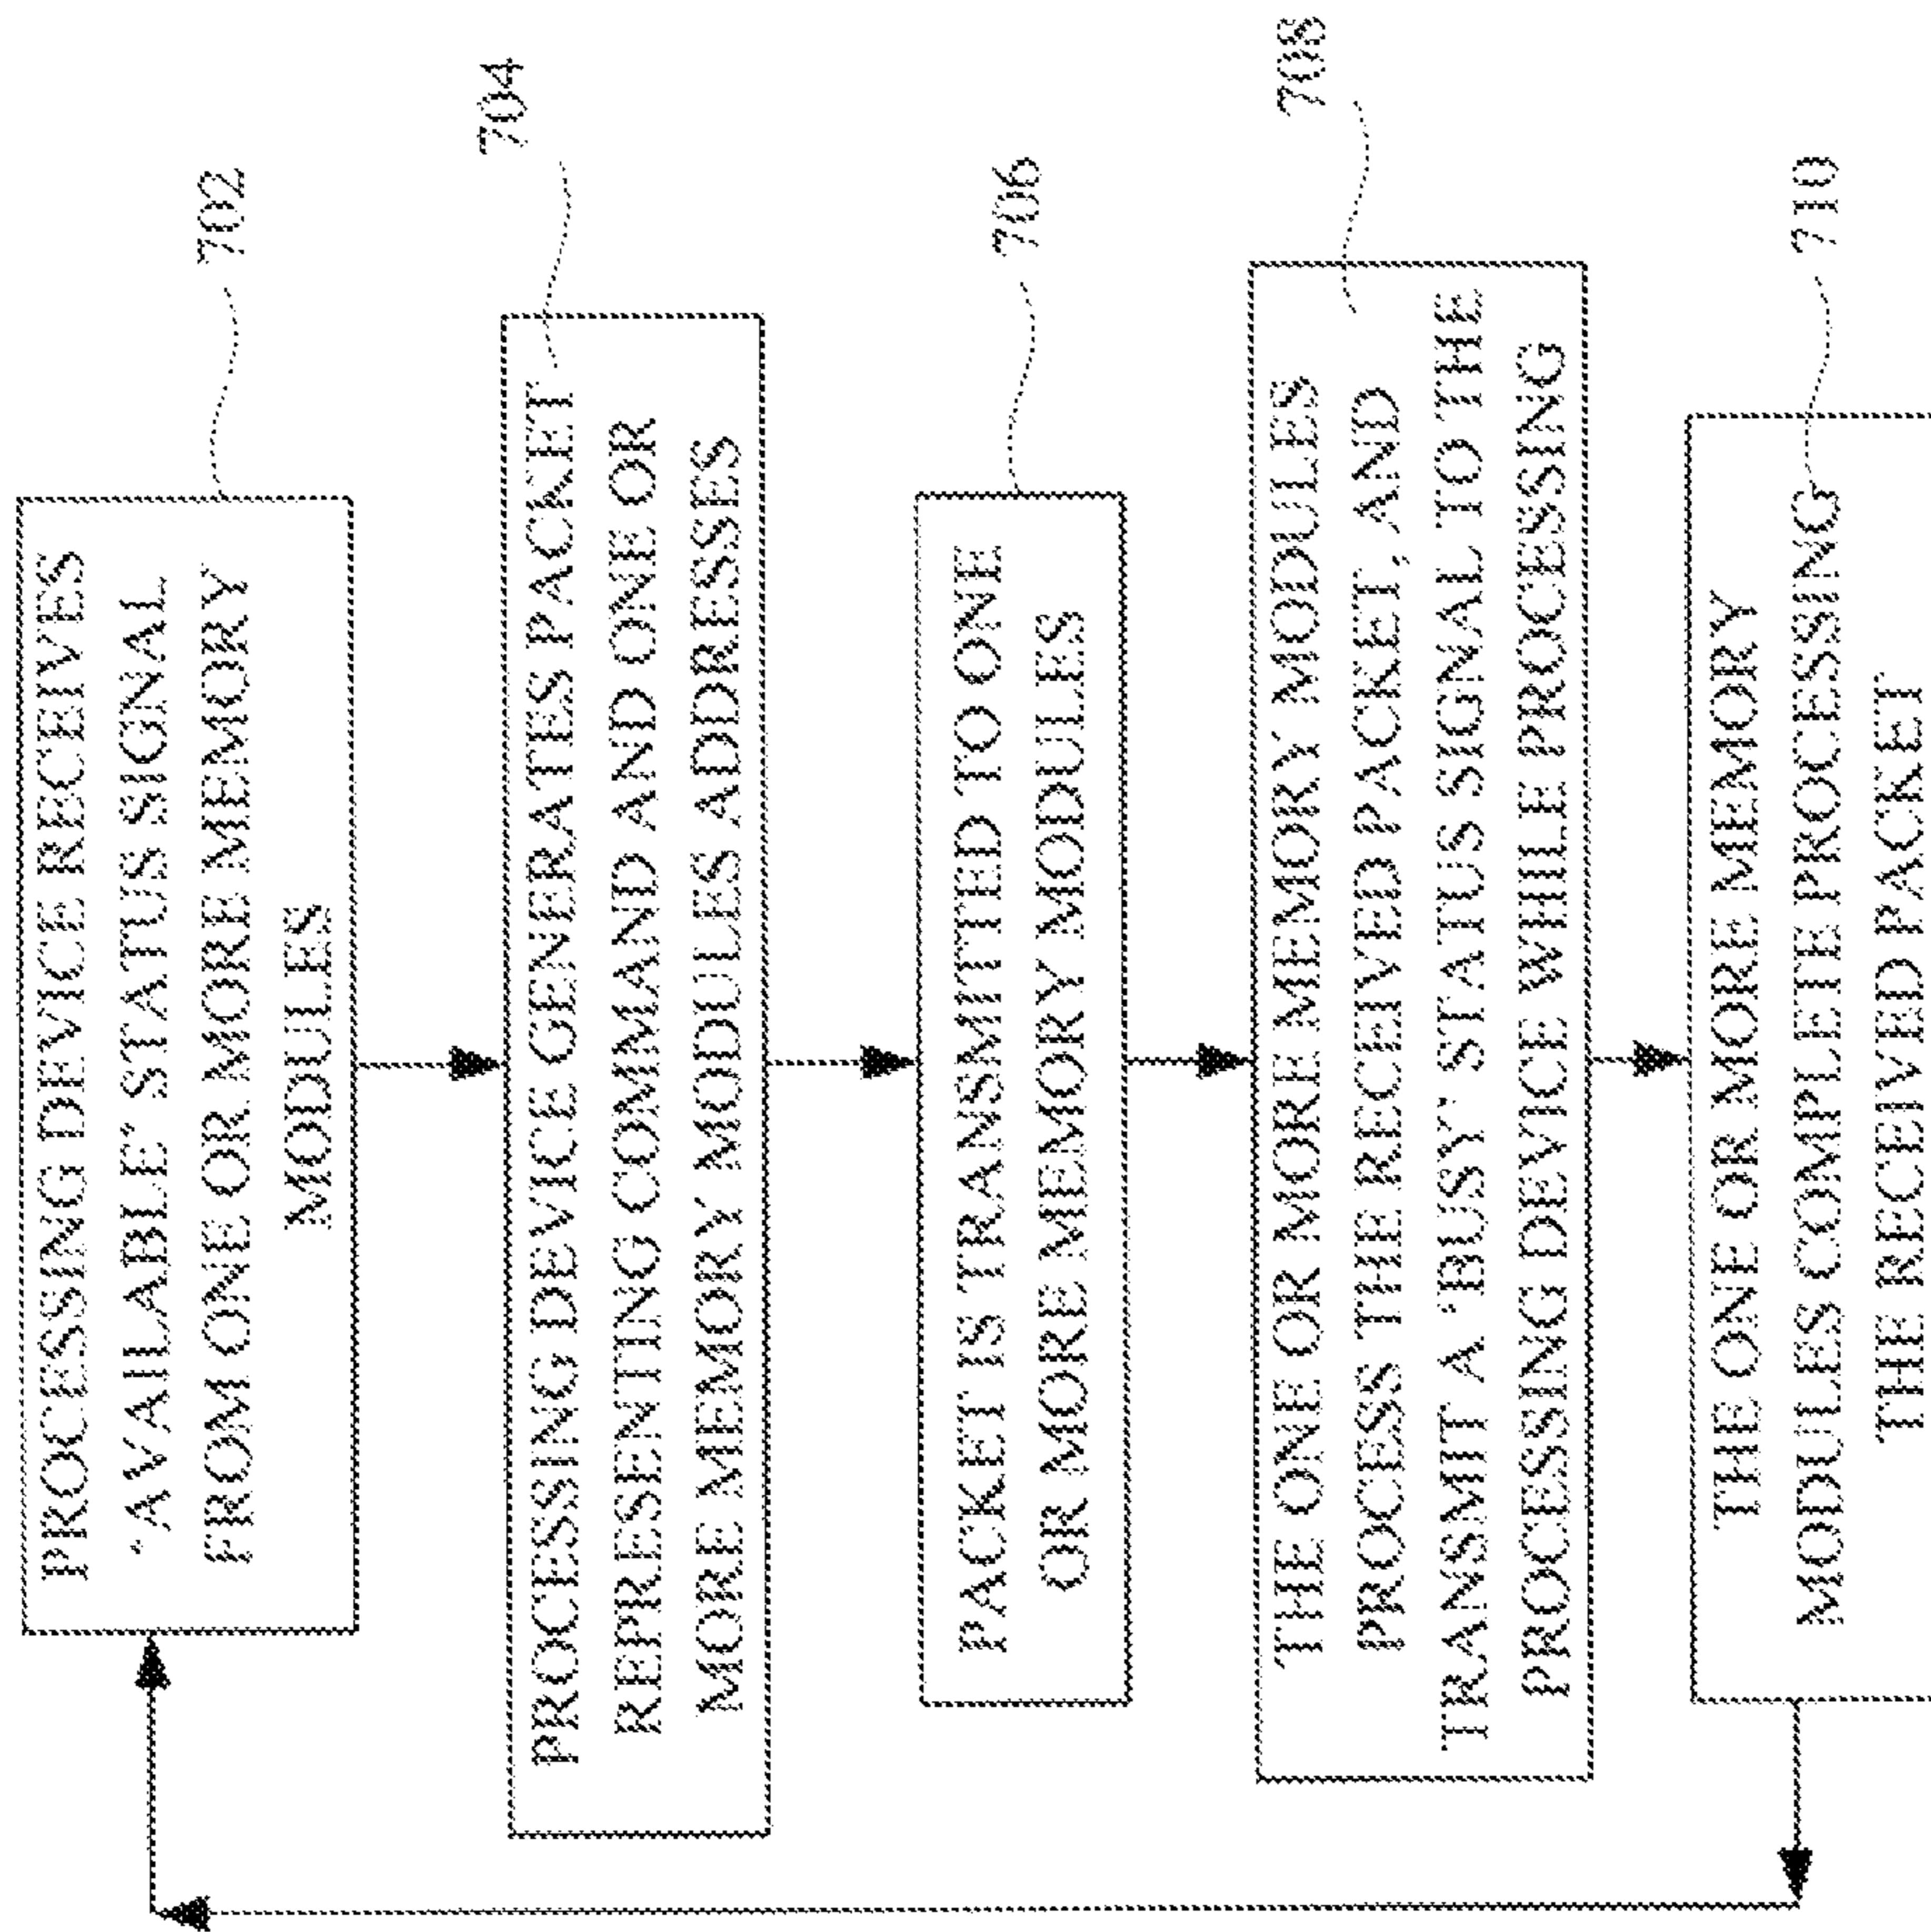 PROCESSING DEVICE RECEIVES
"AVAILABLE" STATUS SIGNAL
FROM ONE OR MORE MEMORY
MODULES
702
PROCESSING DEVICE GENERATES PACKET
REPRESENTING COMMAND AND ONE OR
MORE MEMORY MODULES ADDRESSES
704
PACKET IS TRANSMITTED TO ONE
OR MORE MEMORY MODULES
706
THE ONE OR MORE MEMORY MODULES
PROCESS THE RECEIVED PACKET, AND
TRANSMIT A 'BUSY' STATUS SIGNAL TO THE
PROCESSING DEVICE WHILE PROCESSING
708
THE ONE OR MORE MEMORY
MODULES COMPLETE PROCESSING
THE RECEIVED PACKET
710